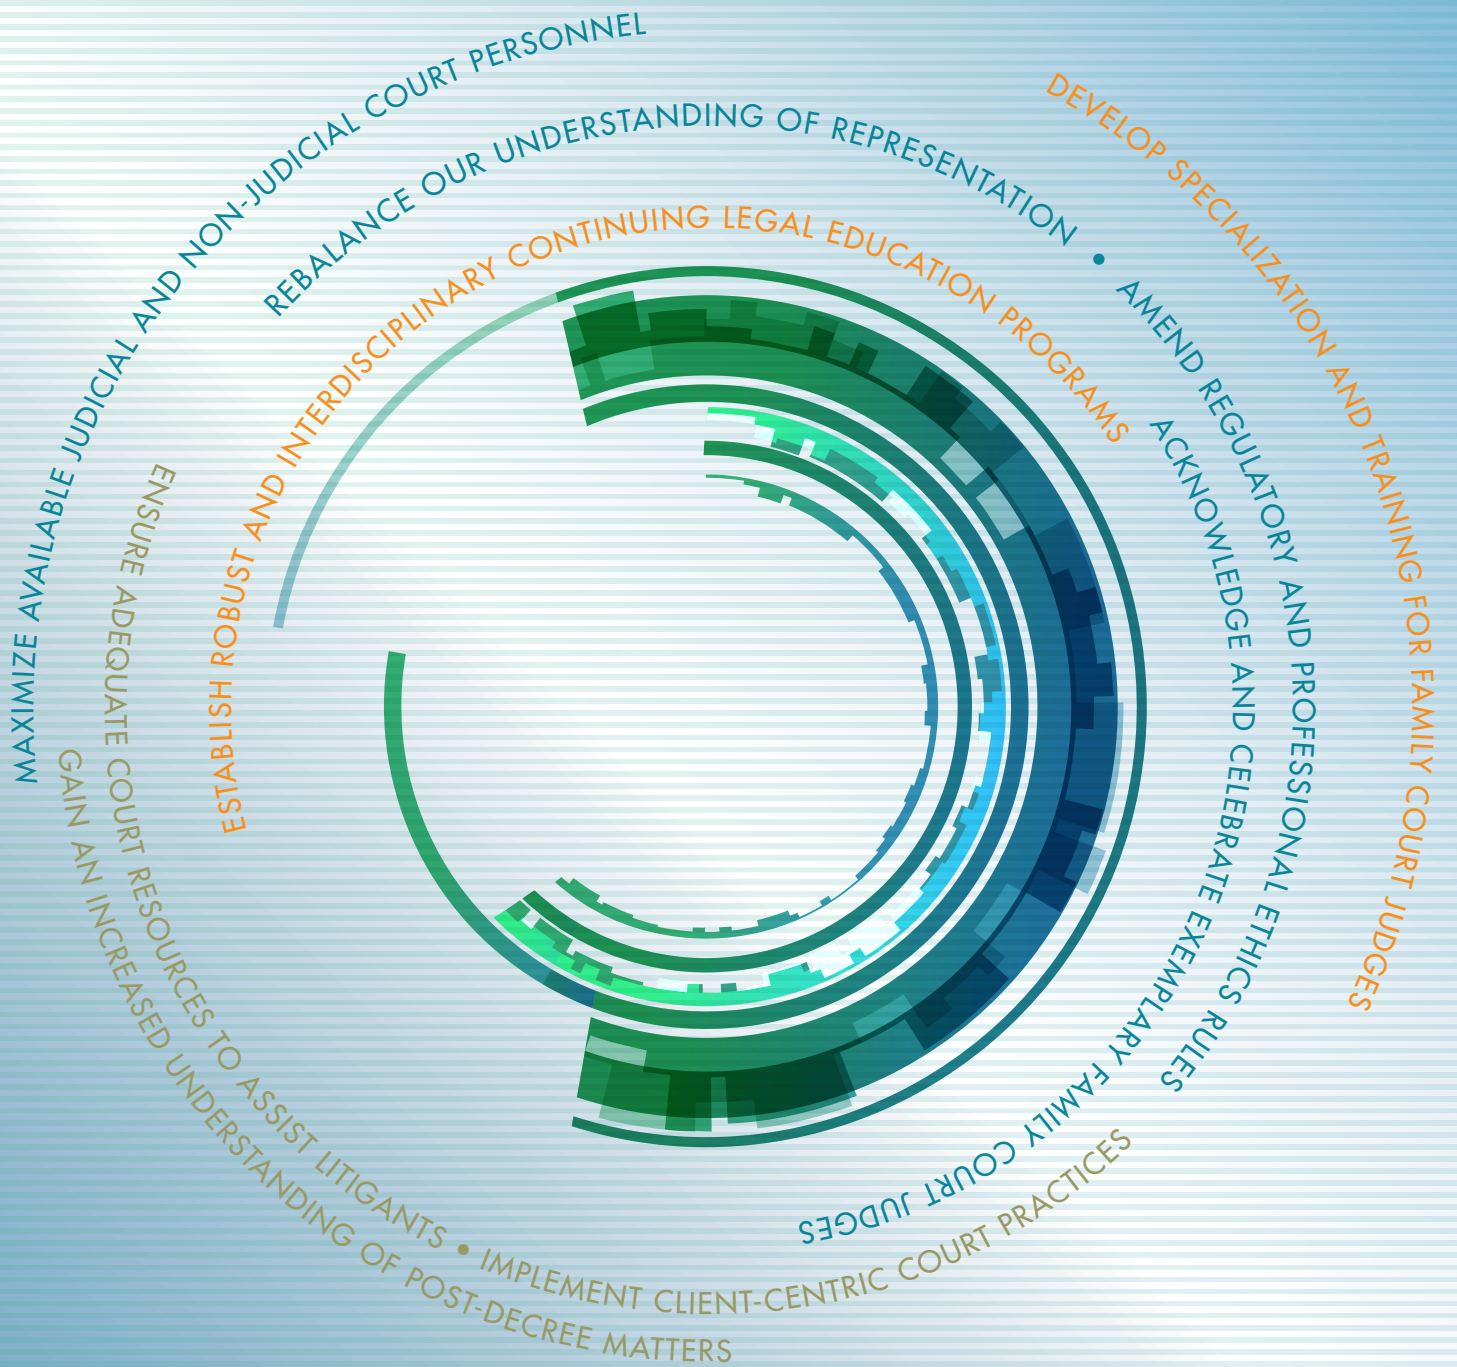 MAXIMIZE AVAILABLE JUDICIAL AND NON-JUDICIAL COURT PERSONNEL
REBALANCE OUR UNDERSTANDING OF REPRESENTATION • AMEND REGULATORY AND PROFESSIONAL ETHICS RULES
DEVELOP SPECIALIZATION AND TRAINING FOR FAMILY COURT JUDGES
ESTABLISH ROBUST AND INTERDISCIPLINARY CONTINUING LEGAL EDUCATION PROGRAMS
ACKNOWLEDGE AND CELEBRATE EXEMPLARY FAMILY COURT JUDGES
ENSURE ADEQUATE COURT RESOURCES TO ASSIST LITIGANTS • IMPLEMENT CLIENT-CENTRIC COURT PRACTICES
GAIN AN INCREASED UNDERSTANDING OF POST-DECREE MATTERS